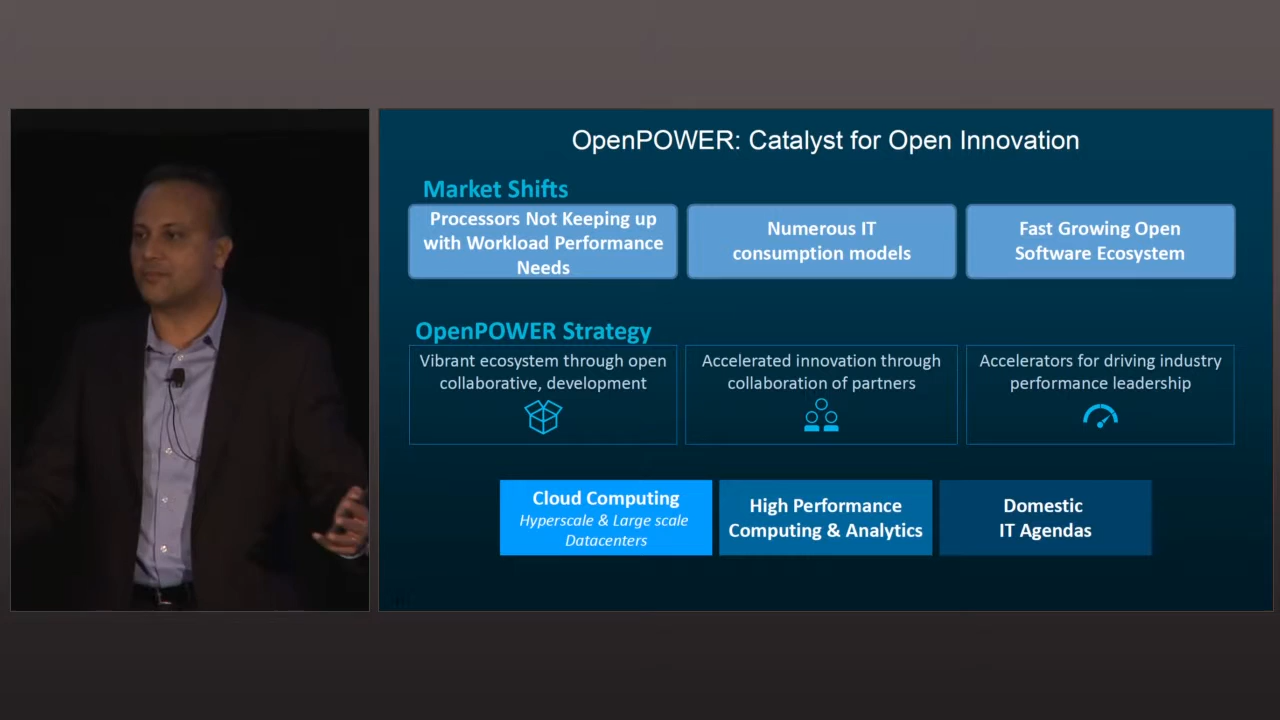 OpenPOWER: Catalyst for Open Innovation
Market Shifts
Processors Not Keeping up
with Workload Performance
Needs
Numerous IT
consumption models
Fast Growing Open
Software Ecosystem
OpenPOWER Strategy
Vibrant ecosystem through open
collaborative, development
Accelerated innovation through
collaboration of partners
Accelerators for driving industry
performance leadership
Cloud Computing
Hyperscale & Large scale
Datacenters
High Performance
Computing & Analytics
Domestic
IT Agendas